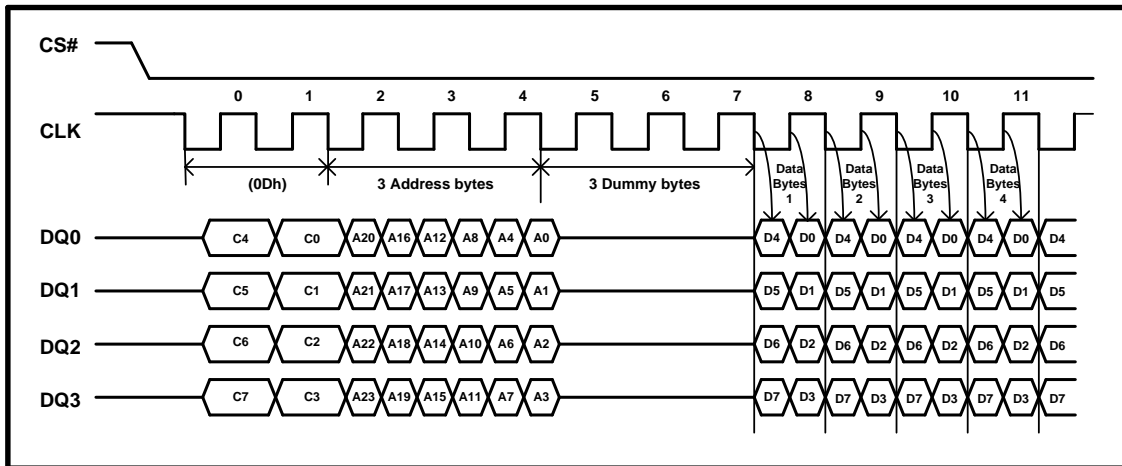 CS#
0 1 2 3 4 5 6 7 8 9 10 11
CLK
(0Dh) 3 Address bytes 3 Dummy bytes
Data Bytes 1
Data Bytes 2
Data Bytes 3
Data Bytes 4
DQ0 C4 C0 A20 A16 A12 A8 A4 A0 D4 D0 D4 D0 D4 D0 D4 D0 D4
DQ1 C5 C1 A21 A17 A13 A9 A5 A1 D5 D1 D5 D1 D5 D1 D5 D1 D5
DQ2 C6 C2 A22 A18 A14 A10 A6 A2 D6 D2 D6 D2 D6 D2 D6 D2 D6
DQ3 C7 C3 A23 A19 A15 A11 A7 A3 D7 D3 D7 D3 D7 D3 D7 D3 D7